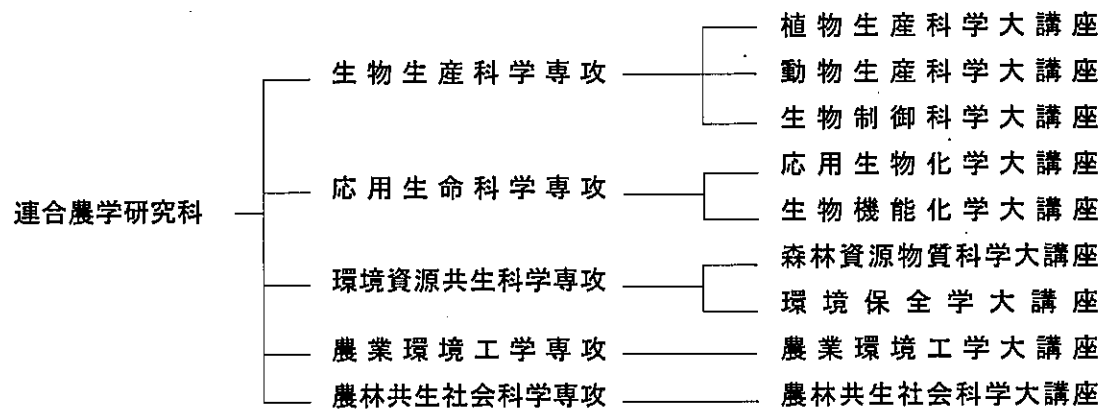 連合農学研究科
生物生産科学専攻
植物生産科学大講座
動物生産科学大講座
生物制御科学大講座
応用生命科学専攻
応用生物化学大講座
生物機能化学大講座
環境資源共生科学専攻
森林資源物質科学大講座
環境保全学大講座
農業環境工学専攻
農業環境工学大講座
農林共生社会科学専攻
農林共生社会科学大講座